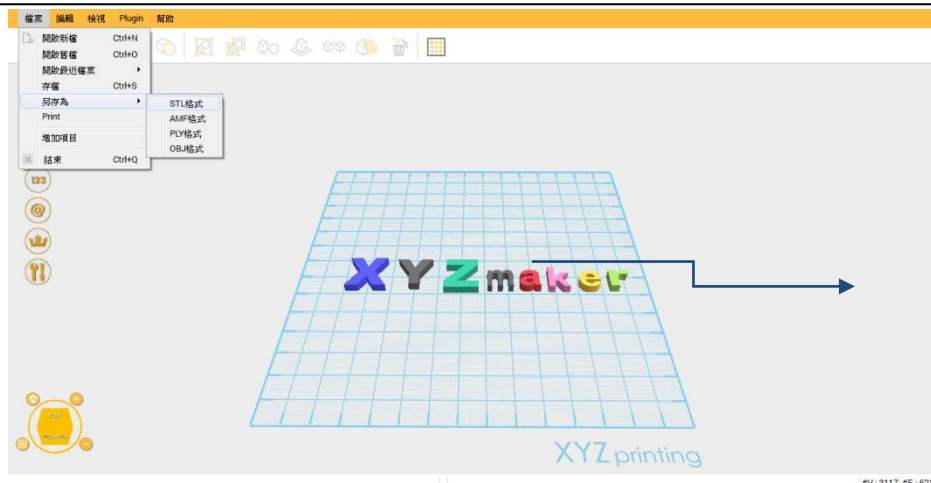 檔案 編輯 檢視 Plugin 幫助
開啟新檔 Ctrl+N
開啟舊檔 Ctrl+O
開啟最近檔案
存檔 Ctrl+S
另存為
Print
增加項目
結束 Ctrl+Q
STL格式
AMF格式
PLY格式
OBJ格式
123
@
XYZmaker
XYZprinting